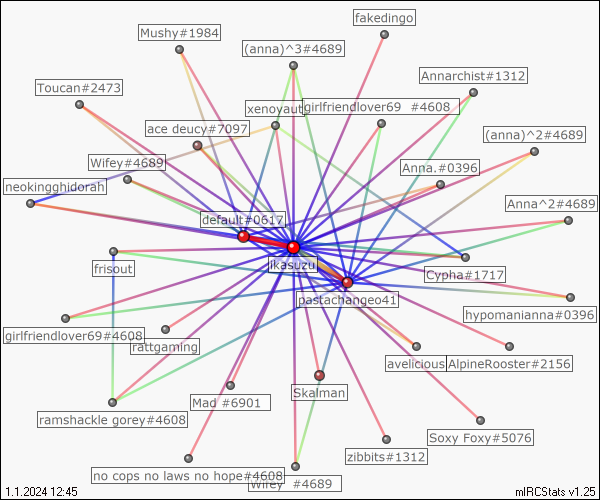 fakedingo
Mushy#1984
(anna)^3#4689
Annarchist#1312
Toucan#2473
xenoyaut
girlfriendlover69 #4608
ace deucy#7097
(anna)^2#4689
Wifey#4689
Anna.#0396
neokingghidorah
Anna^2#4689
default#0617
ikasuzu
Cypha#1717
frisout
pastachangeo41
hypomanianna#0396
girlfriendlover69#4608
rattgaming
avelicious
AlpineRooster#2156
Skalman
Mad #6901
ramshackle gorey#4608
Soxy Foxy#5076
zibbits#1312
no cops no laws no hope#4608
Wifey #4689
1.1.2024 12:45
mIRCStats v1.25